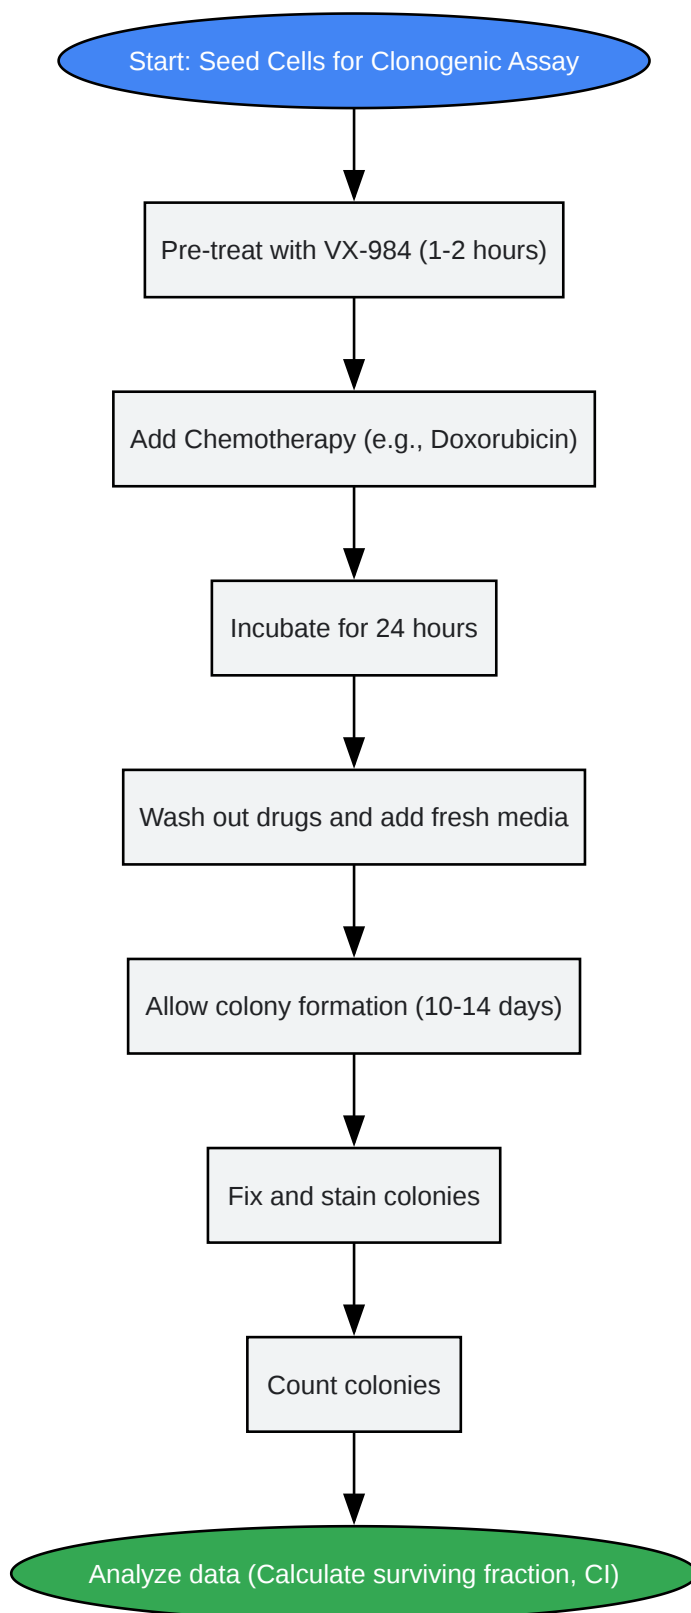 Start: Seed Cells for Clonogenic Assay
Pre-treat with VX-984 (1-2 hours)
Add Chemotherapy (e.g., Doxorubicin)
Incubate for 24 hours
Wash out drugs and add fresh media
Allow colony formation (10-14 days)
Fix and stain colonies
Count colonies
Analyze data (Calculate surviving fraction, CI)